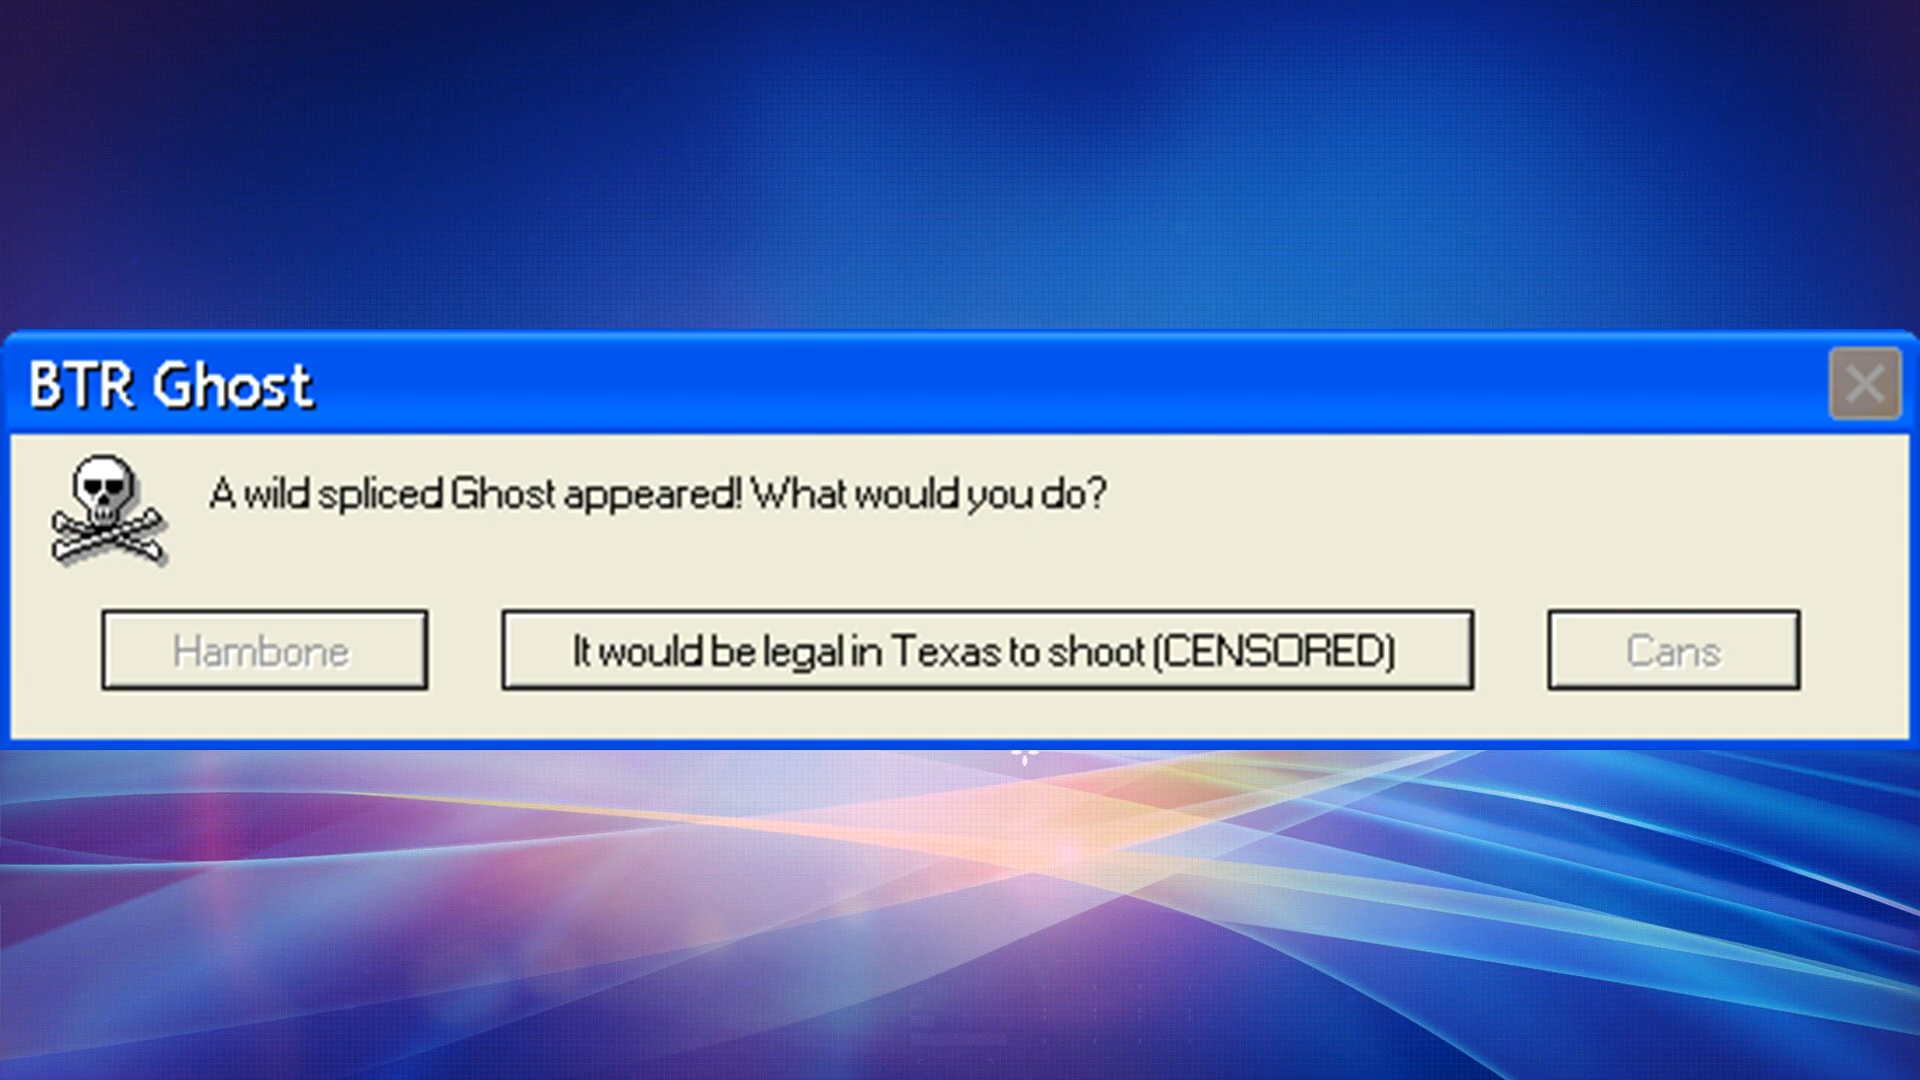 BTR Ghost
A wild spliced Ghost appeared! What would you do?
Hambone
It would be legal in Texas to shoot (CENSORED)
Cans